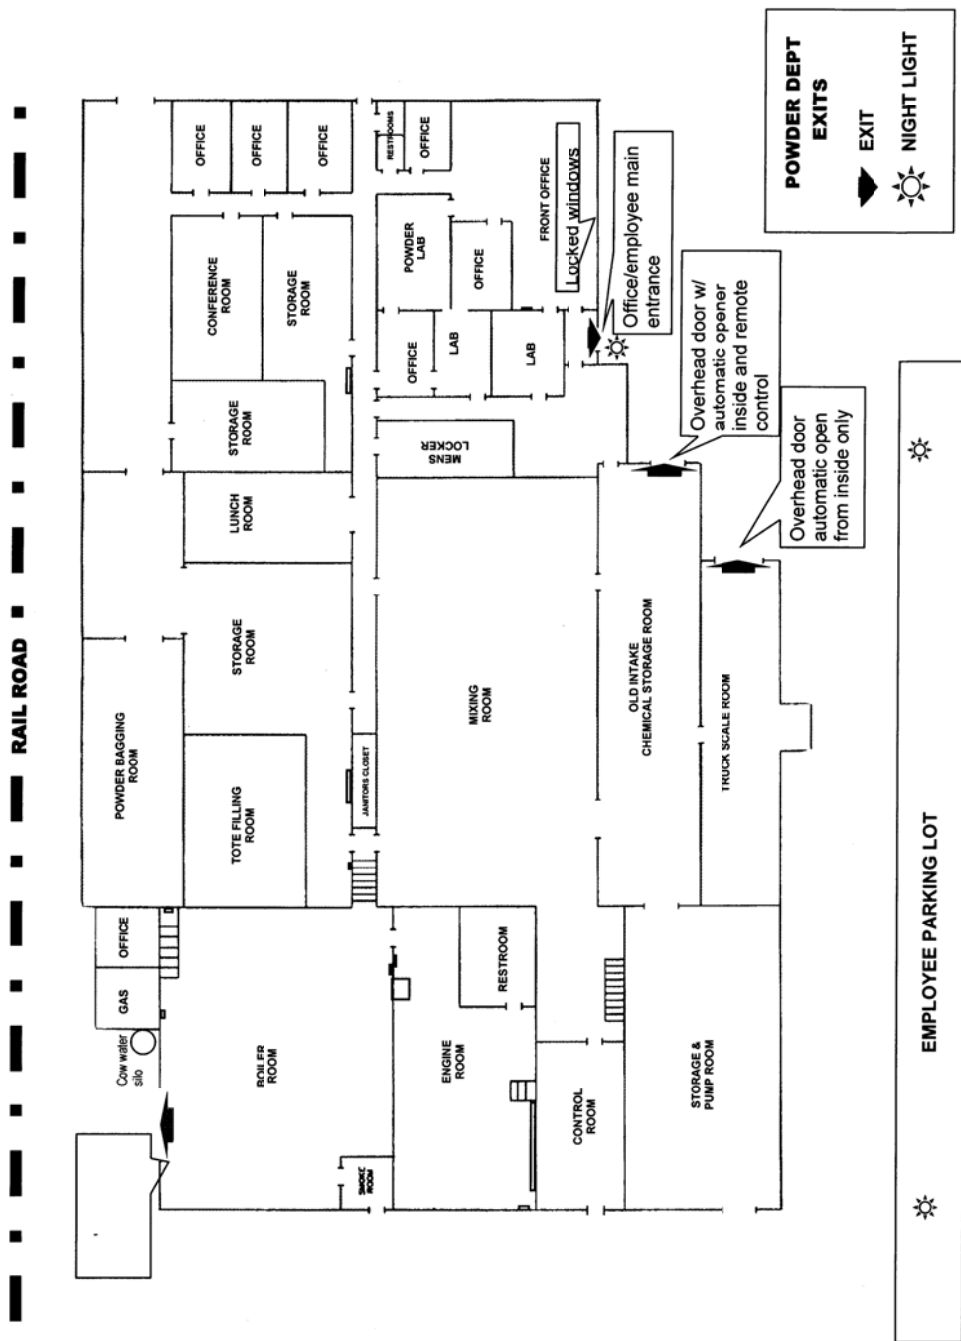 RAIL ROAD
POWDER BAGGING
ROOM
TOTE FILLING
ROOM
STORAGE
ROOM
LUNCH
ROOM
STORAGE
ROOM
CONFERENCE
ROOM
STORAGE
ROOM
OFFICE
OFFICE
OFFICE
RESTROOMS
OFFICE
FRONT OFFICE
POWDER
LAB
OFFICE
OFFICE
LAB
LAB
MENS
LOCKER
JANITORS CLOSET
MIXING
ROOM
OLD INTAKE
CHEMICAL STORAGE ROOM
TRUCK SCALE ROOM
OFFICE
GAS
Cow water
silo
BOILER
ROOM
SMOKE
ROOM
ENGINE
ROOM
RESTROOM
CONTROL
ROOM
STORAGE &
PUMP ROOM
Locked windows
Office/employee main
entrance
Overhead door w/
automatic opener
inside and remote
control
Overhead door
automatic open
from inside only
EMPLOYEE PARKING LOT
POWDER DEPT
EXITS
EXIT
NIGHT LIGHT